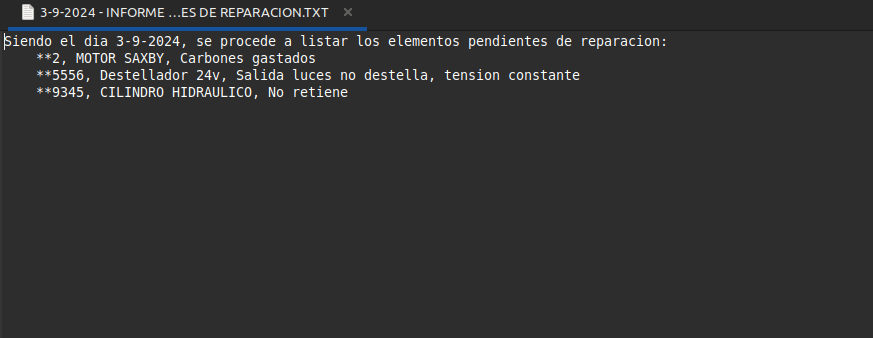 3-9-2024 - INFORME ...ES DE REPARACION.TXT
Siendo el dia 3-9-2024, se procede a listar los elementos pendientes de reparacion:
**2, MOTOR SAXBY, Carbones gastados
**5556, Destellador 24v, Salida luces no destella, tension constante
**9345, CILINDRO HIDRAULICO, No retiene